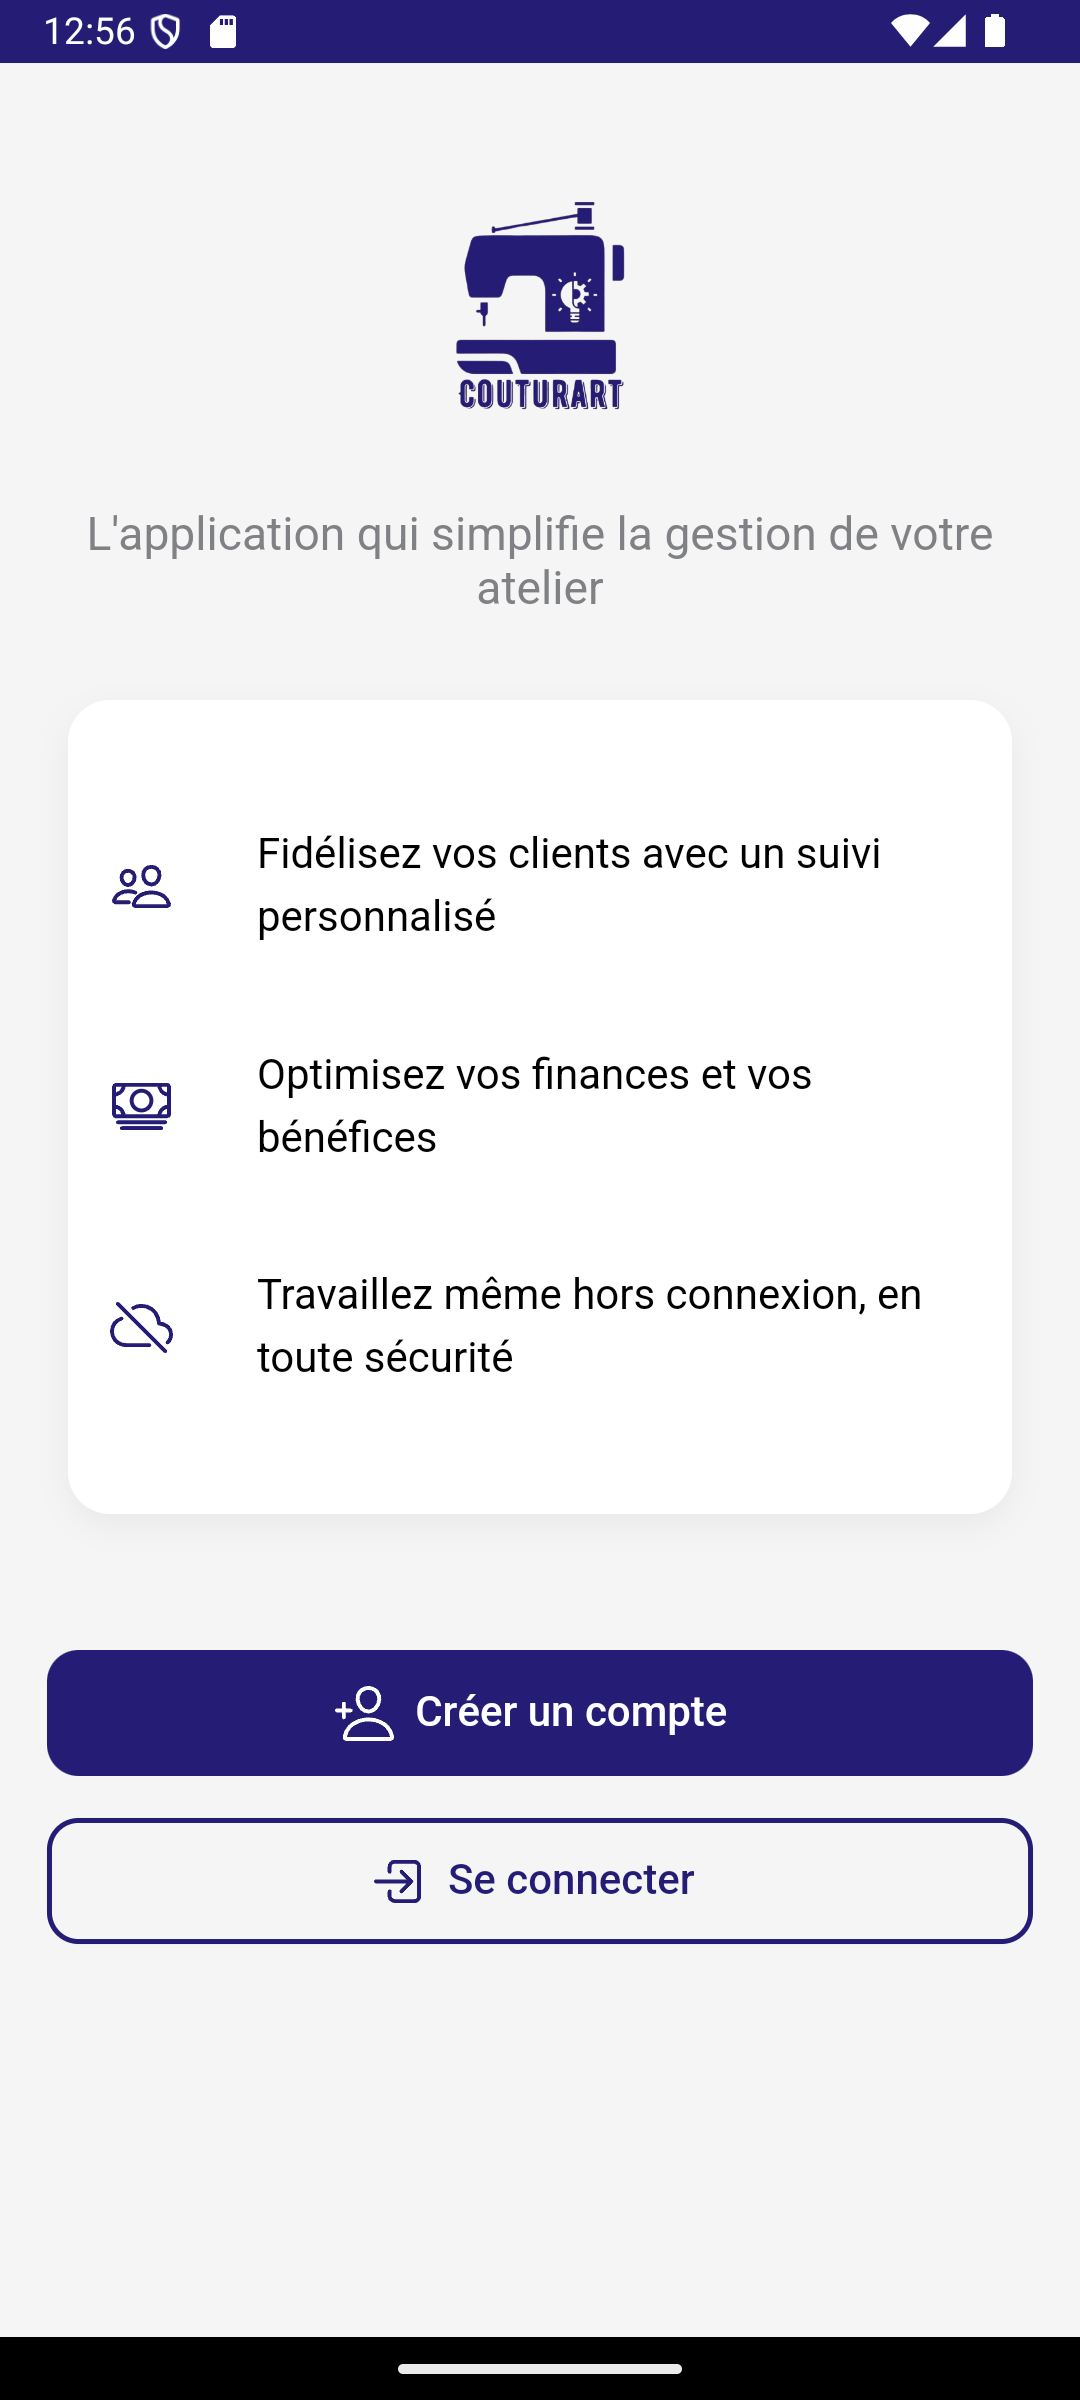 12:56
COUTURART
L'application qui simplifie la gestion de votre
atelier
Fidélisez vos clients avec un suivi
personnalisé
Optimisez vos finances et vos
bénéfices
Travaillez même hors connexion, en
toute sécurité
Créer un compte
Se connecter